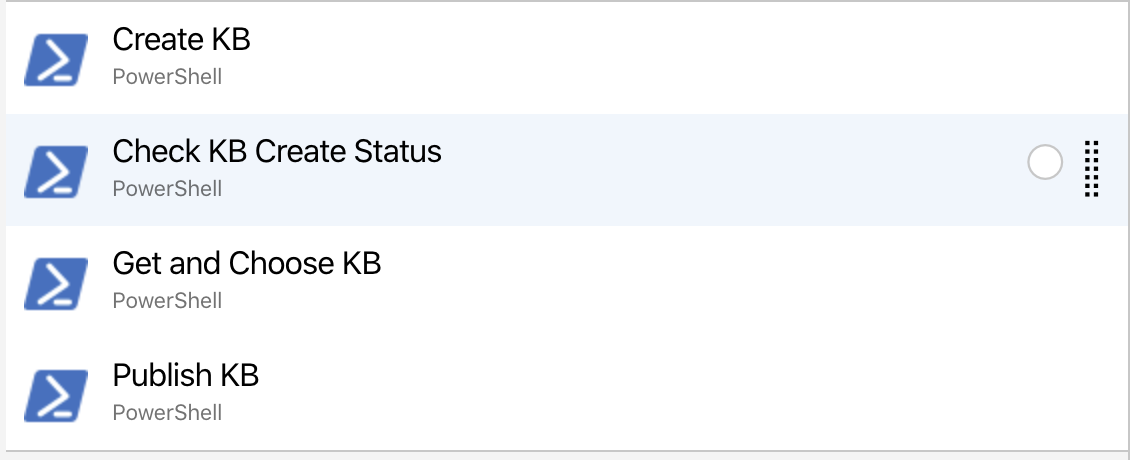 Create KB
PowerShell
Check KB Create Status
PowerShell
Get and Choose KB
PowerShell
Publish KB
PowerShell